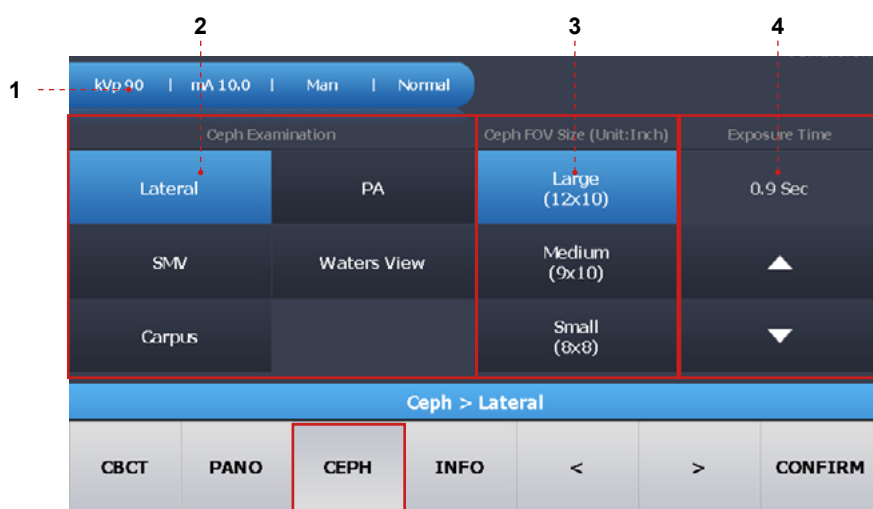 2 3 4
1
kVp 90 | mA 10.0 | Man | Normal
Ceph Examination Ceph FOV Size (Unit:Inch) Exposure Time
Lateral PA Large 0.9 Sec
(12x10)
SMV Waters View Medium ▲
(9x10)
Carpus Small ▼
(8x8)
Ceph > Lateral
CBCT PANO CEPH INFO < > CONFIRM